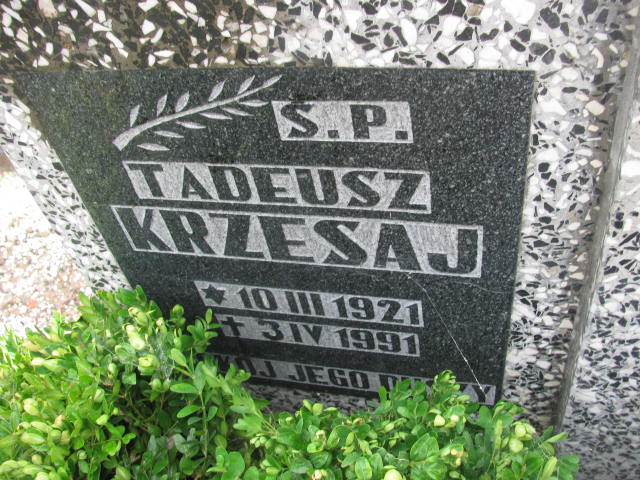 S.P.
TADEUSZ
KRZESAJ
* 10 III 1921
✝ 3.IV 1991
JEGO